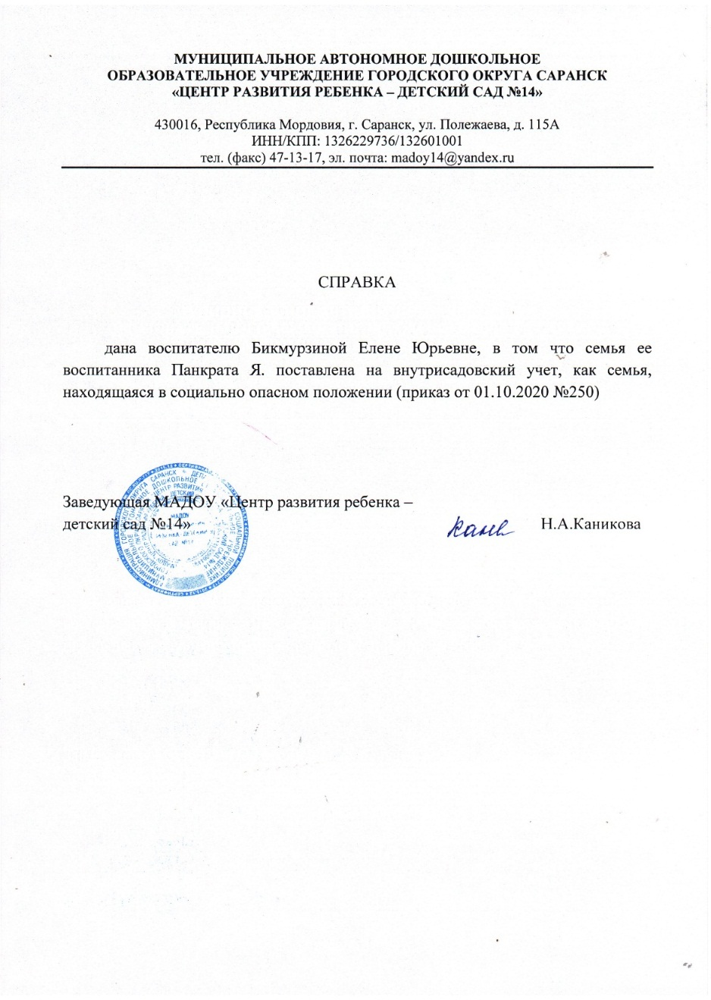 МУНИЦИПАЛЬНОЕ АВТОНОМНОЕ ДОШКОЛЬНОЕ
ОБРАЗОВАТЕЛЬНОЕ УЧРЕЖДЕНИЕ ГОРОДСКОГО ОКРУГА САРАНСК
«ЦЕНТР РАЗВИТИЯ РЕБЕНКА – ДЕТСКИЙ САД №14»
430016, Республика Мордовия, г. Саранск, ул. Полежаева, д. 115А
ИНН/КПП: 1326229736/132601001
тел. (факс) 47-13-17, эл. почта: madoy14@yandex.ru
СПРАВКА
дана воспитателю Бикмурзиной Елене Юрьевне, в том что семья ее
воспитанника Панкрата Я. поставлена на внутрисадовский учет, как семья,
находящаяся в социально опасном положении (приказ от 01.10.2020 №250)
Заведующая МАДОУ «Центр развития ребенка –
детский сад №14» Н.А.Каникова